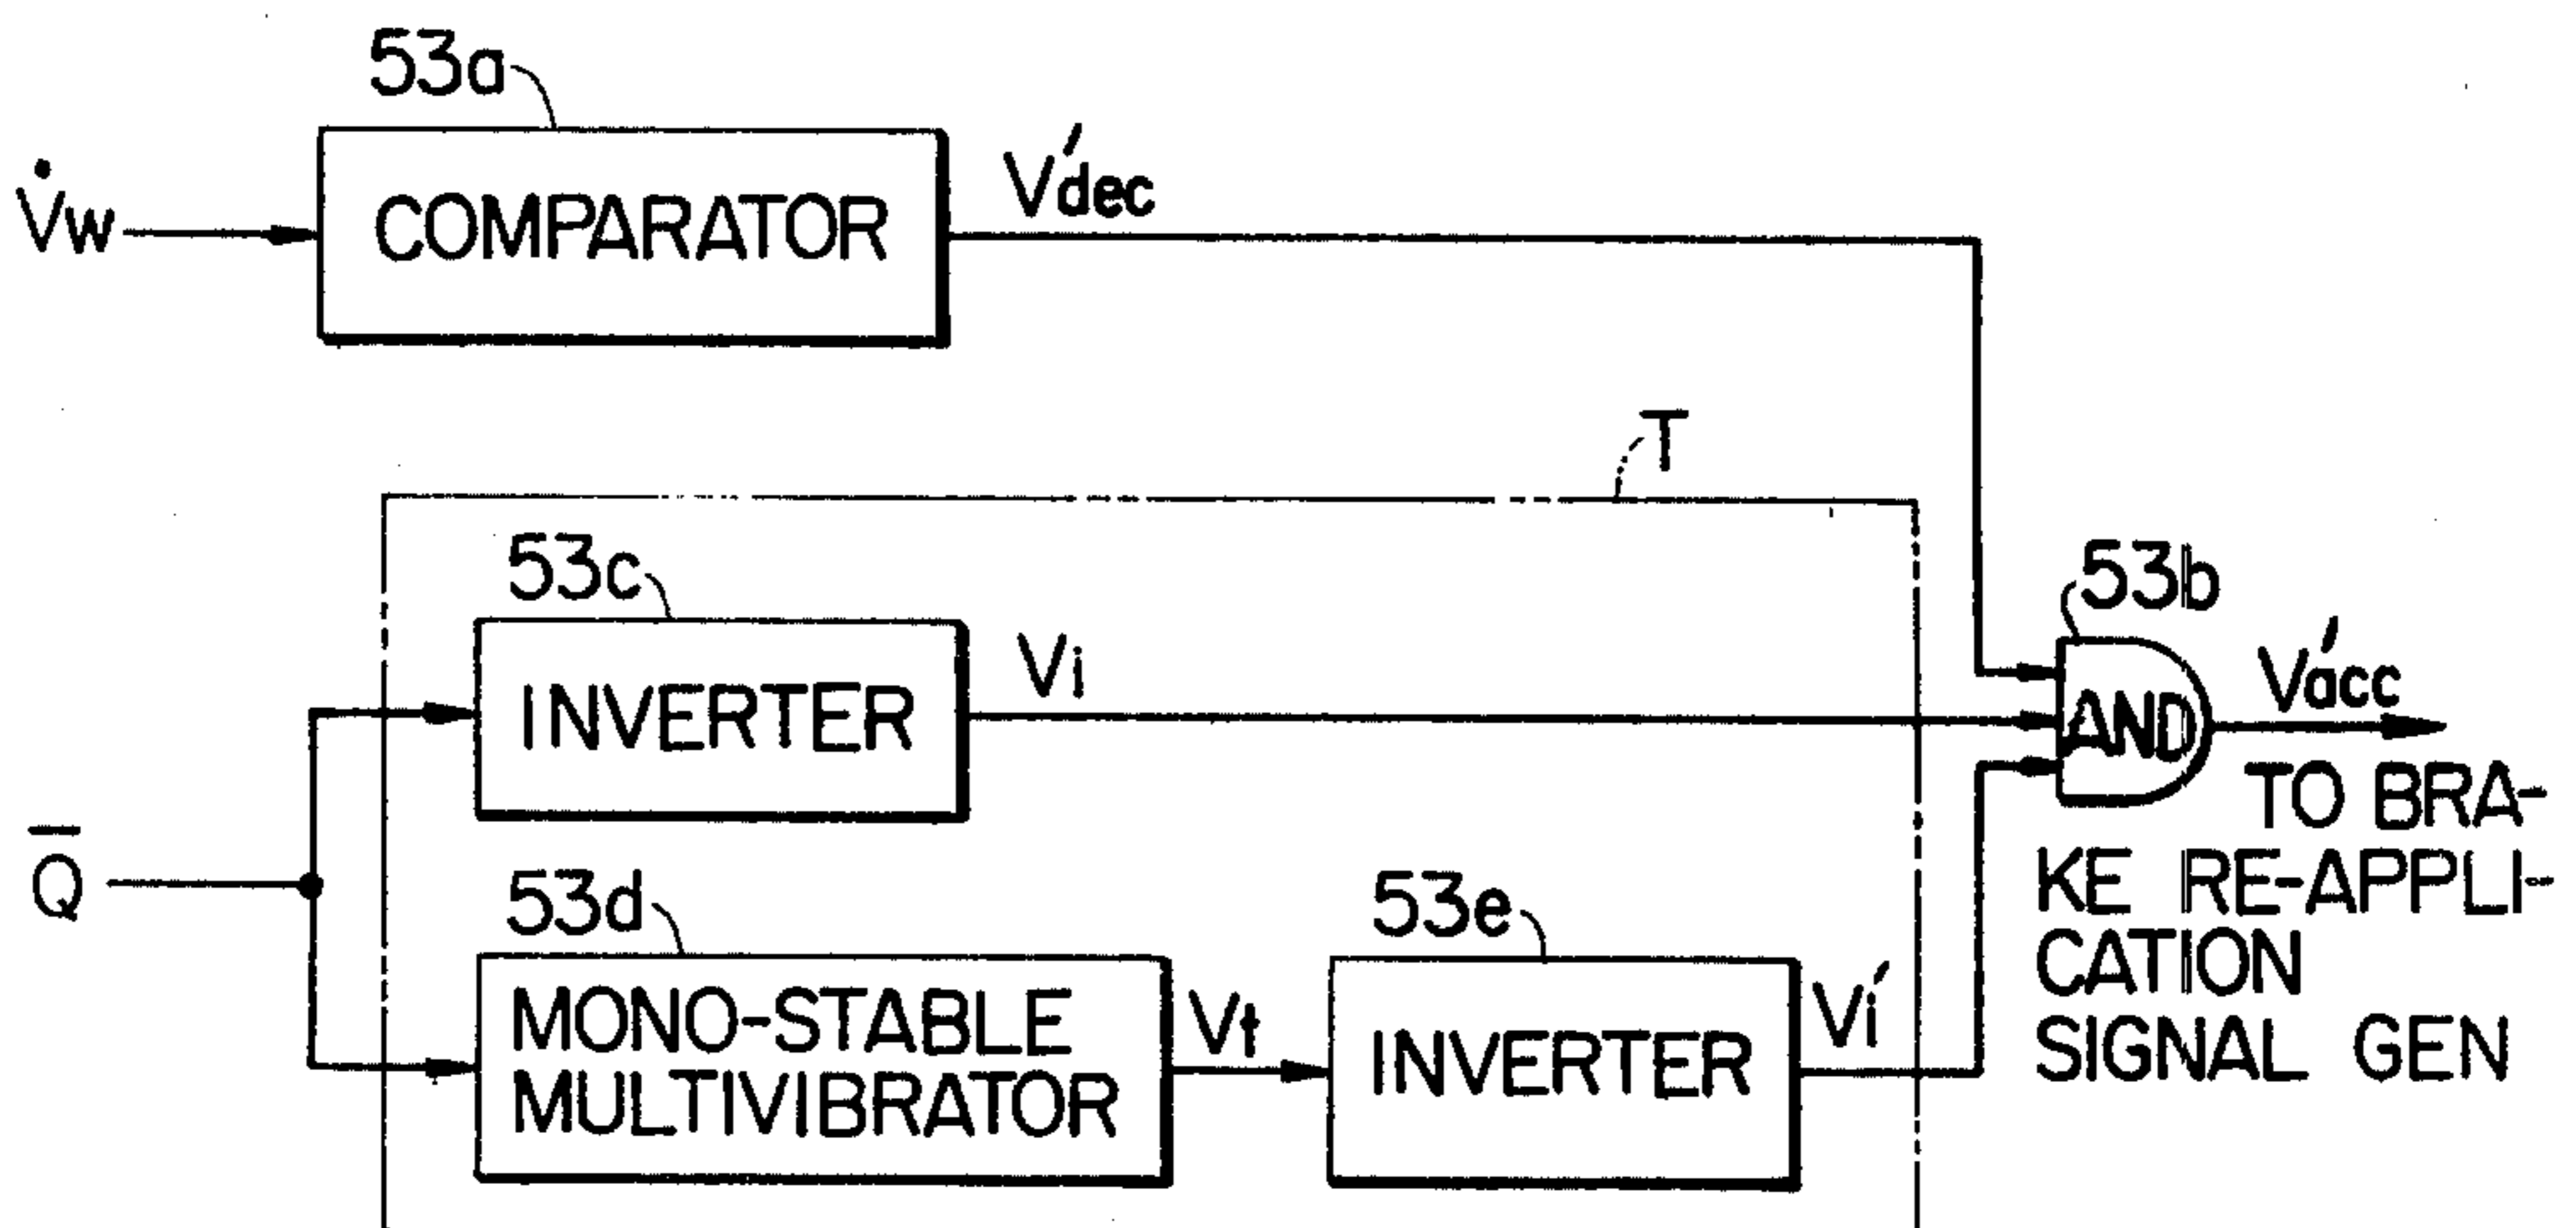 53a
V̇w
COMPARATOR
V'dec
T
53c
INVERTER
Vi
53b
AND
V'acc
TO BRA-
KE RE-APPLI-
CATION
SIGNAL GEN
Q̅
53d
MONO-STABLE
MULTIVIBRATOR
Vt
53e
INVERTER
Vi'